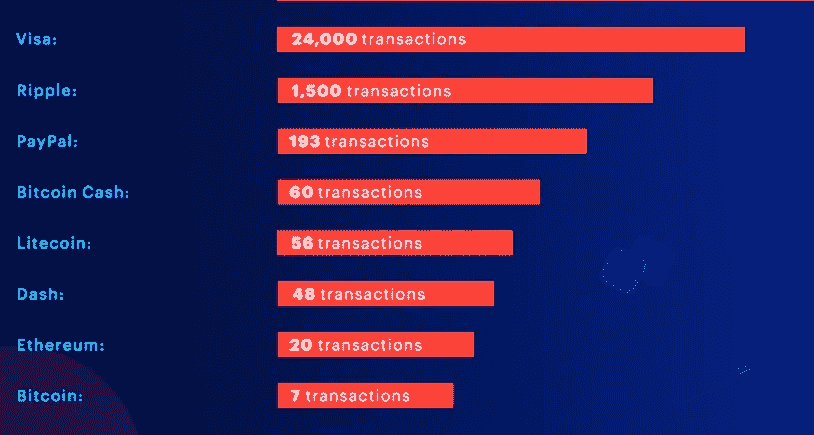 Visa: 24,000 transactions
Ripple: 1,500 transactions
PayPal: 193 transactions
Bitcoin Cash: 60 transactions
Litecoin: 56 transactions
Dash: 48 transactions
Ethereum: 20 transactions
Bitcoin: 7 transactions